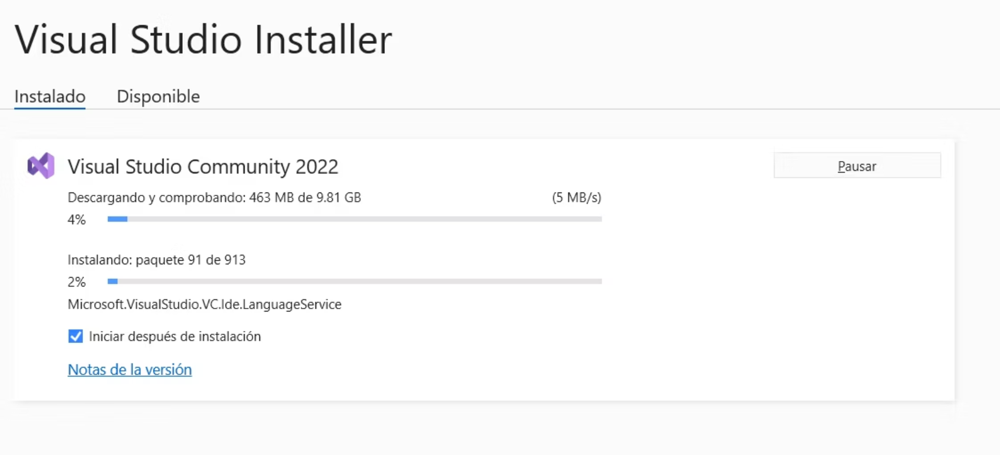 Visual Studio Installer
Instalado Disponible
Visual Studio Community 2022 Pausar
Descargando y comprobando: 463 MB de 9.81 GB (5 MB/s)
4%
Instalando: paquete 91 de 913
2%
Microsoft.VisualStudio.VC.Ide.LanguageService
Iniciar después de instalación
Notas de la versión